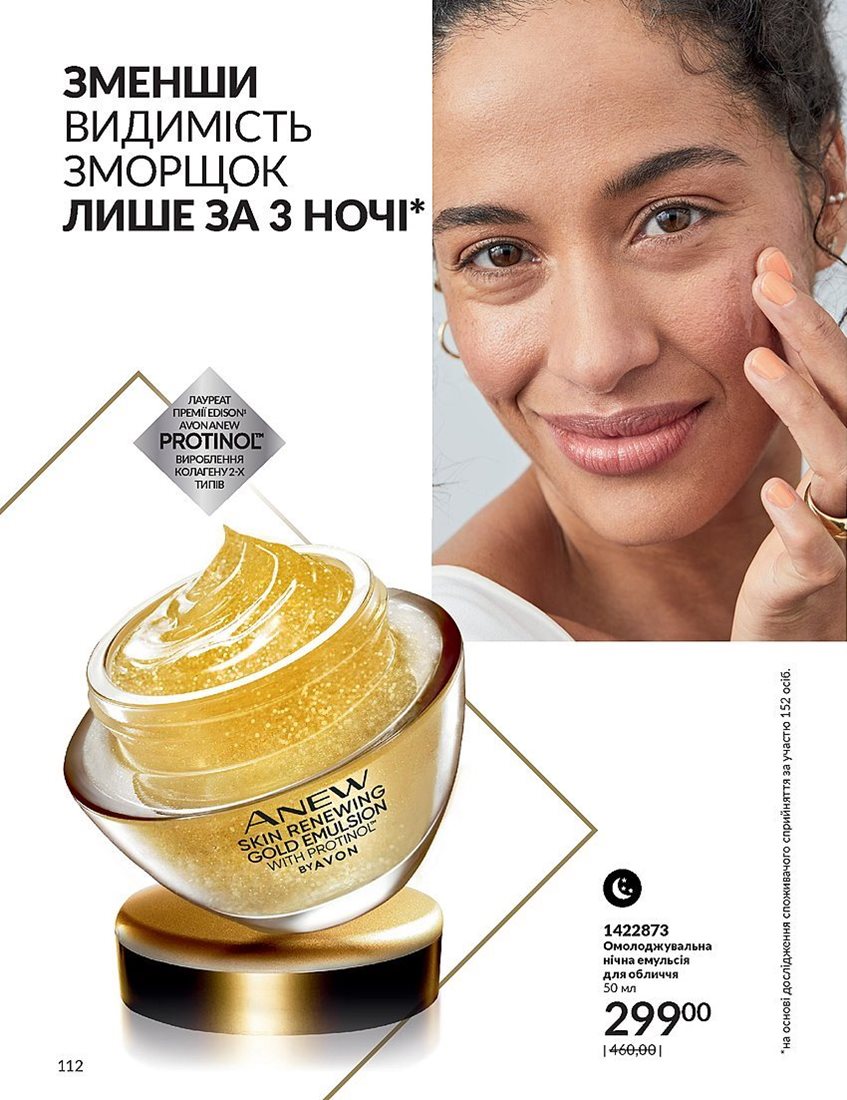 ЗМЕНШИ
ВИДИМІСТЬ
ЗМОРЩОК
ЛИШЕ ЗА 3 НОЧІ*
ЛАУРЕАТ
ПРЕМІЇ EDISON¹
AVON ANEW
PROTINOL™
ВИРОБЛЕННЯ
КОЛАГЕНУ 2-Х
ТИПІВ
ANEW
SKIN RENEWING
GOLD EMULSION
WITH PROTINOL™
BY AVON
1422873
Омолоджувальна
нічна емульсія
для обличчя
50 мл
29900
| 460,00 |
*на основі дослідження споживачого сприйняття за участю 152 осіб.
112